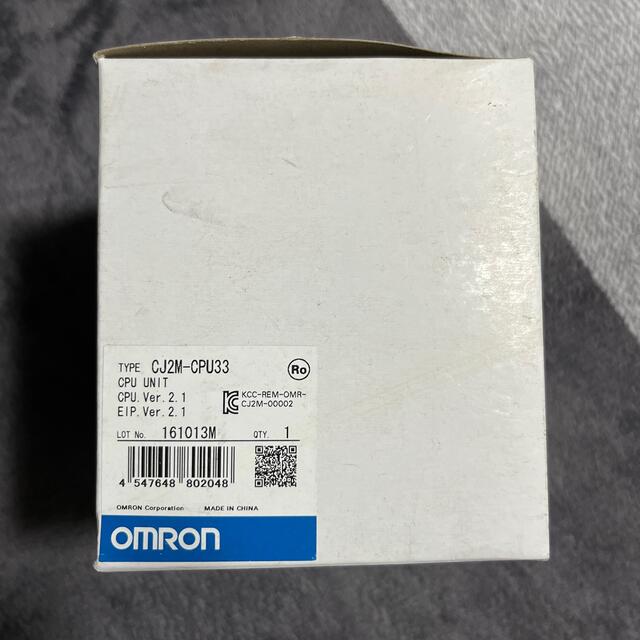 TYPE CJ2M-CPU33
Ro
CPU UNIT
CPU.Ver.2.1
EIP.Ver.2.1
KCC-REM-OMR-
CJ2M-00002
LOT No. 161013M QTY. 1
4 547648 802048
OMRON Corporation MADE IN CHINA
OMRON